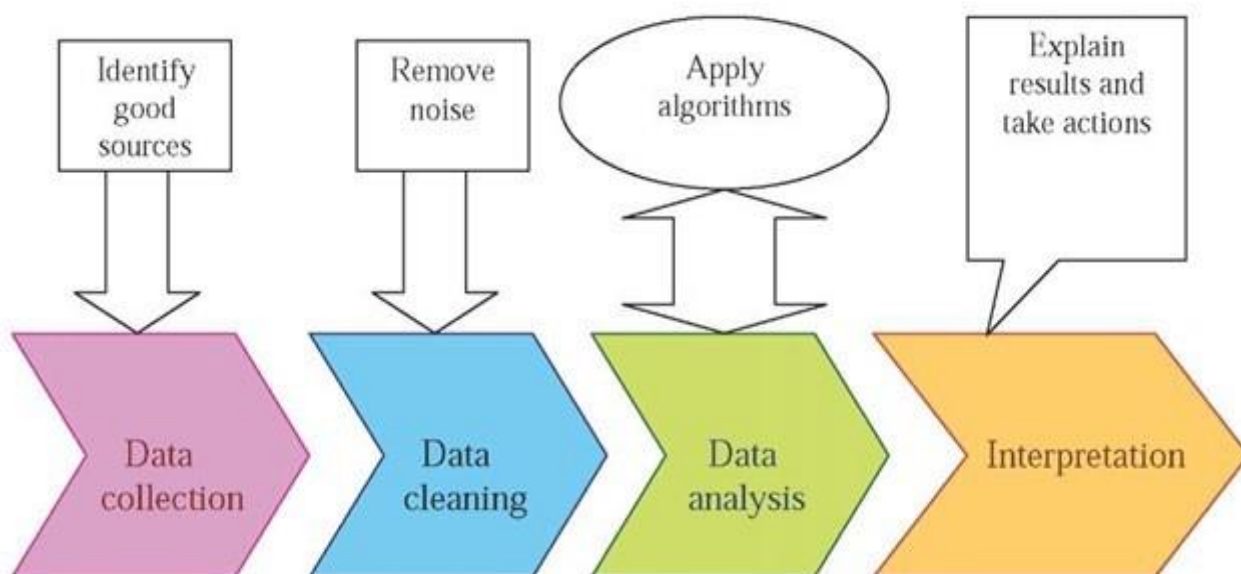 Identify
good
sources
Remove
noise
Apply
algorithms
Explain
results and
take actions
Data
collection
Data
cleaning
Data
analysis
Interpretation